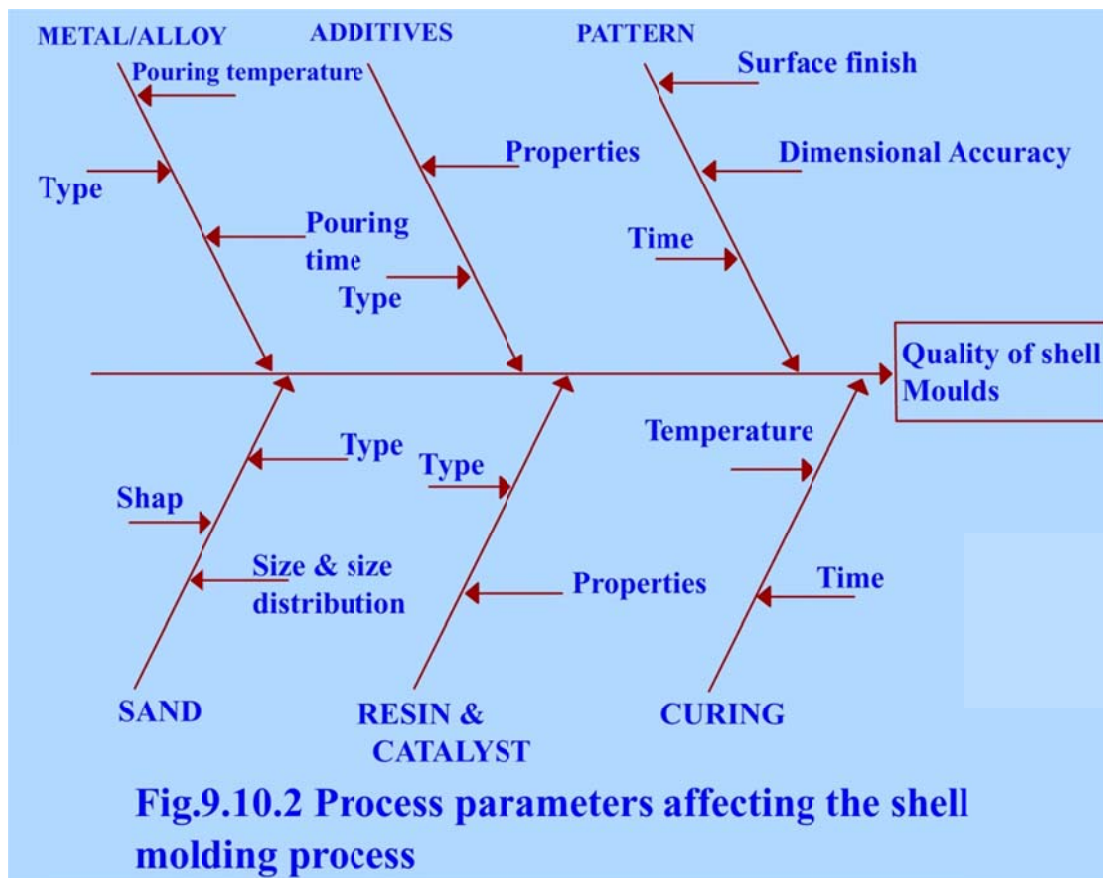 METAL/ALLOY
ADDITIVES
PATTERN
Pouring temperature
Surface finish
Properties
Dimensional Accuracy
Type
Pouring
time
Time
Type
Quality of shell
Moulds
Type
Temperature
Type
Shap
Size & size
distribution
Properties
Time
SAND
RESIN &
CATALYST
CURING
Fig.9.10.2 Process parameters affecting the shell
molding process